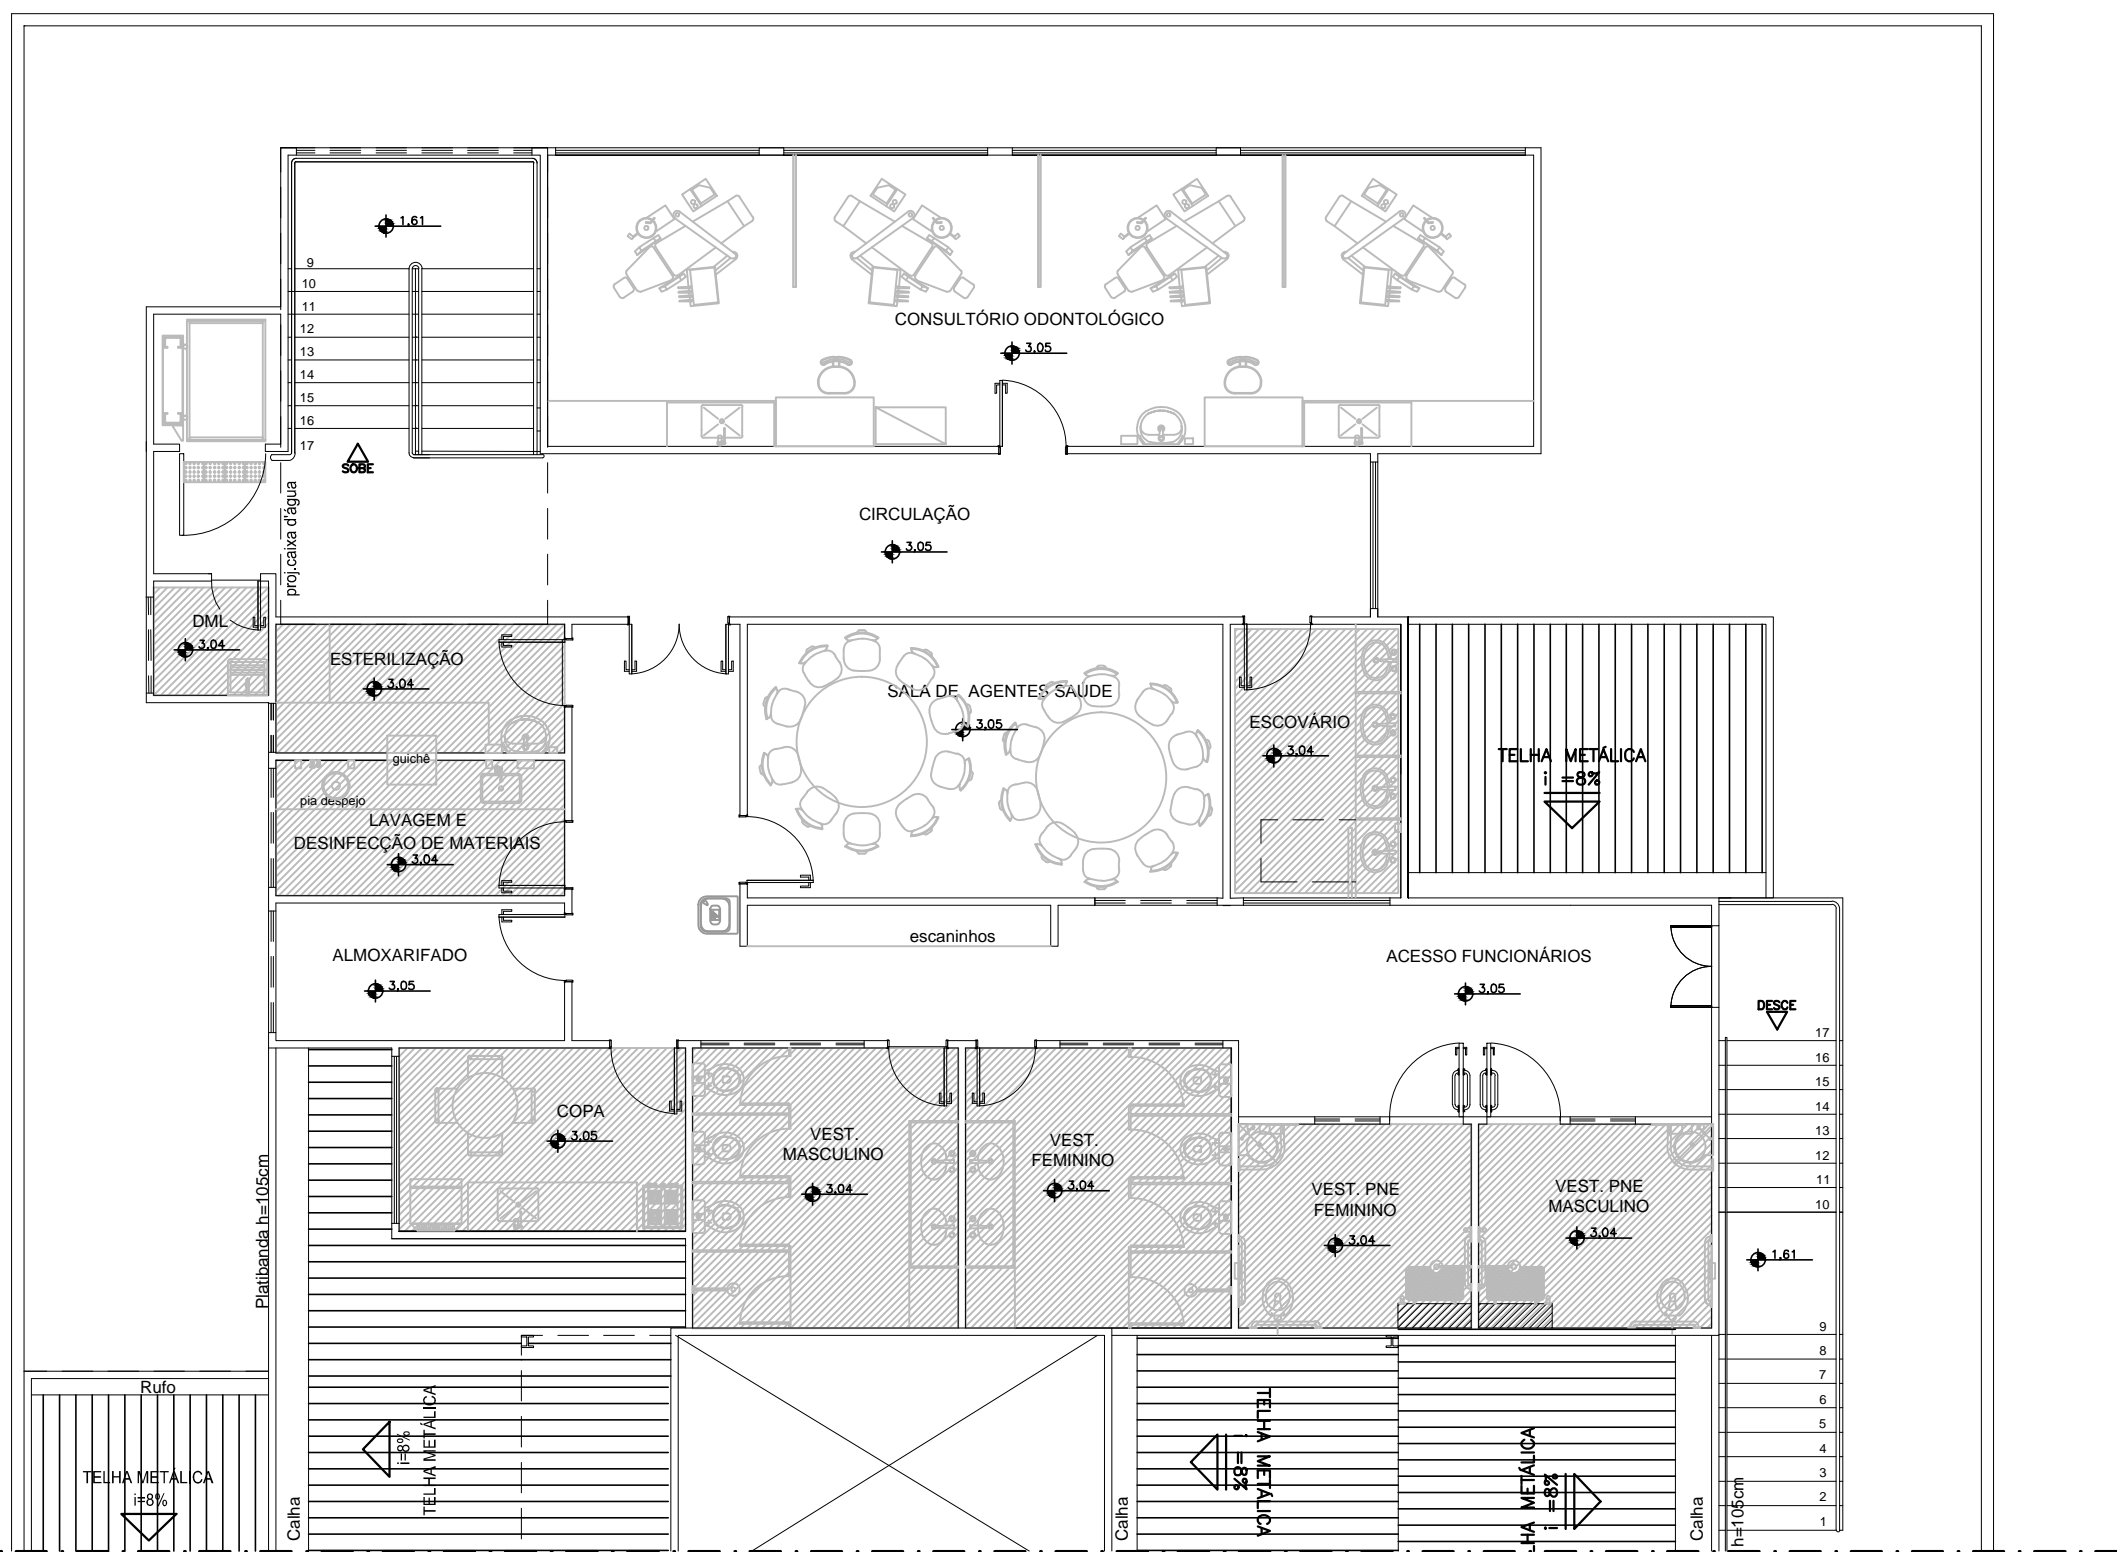 1.61
9
10
11
12
13
14
15
16
17
SOBE
proj.caixa d'água
CONSULTÓRIO ODONTOLÓGICO
3.05
CIRCULAÇÃO
3.05
DML
3.04
ESTERILIZAÇÃO
3.04
guichê
pia despejo
LAVAGEM E
DESINFECÇÃO DE MATERIAIS
3.04
SALA DE AGENTES SAUDE
3.05
ESCOVÁRIO
3.04
TELHA METÁLICA
i =8%
escaninhos
ALMOXARIFADO
3.05
ACESSO FUNCIONÁRIOS
3.05
DESCE
17
16
15
14
13
12
11
10
1.61
9
8
7
6
5
4
3
2
1
COPA
3.05
VEST.
MASCULINO
3.04
VEST.
FEMININO
3.04
VEST. PNE
FEMININO
3.04
VEST. PNE
MASCULINO
3.04
Platibanda h=105cm
Rufo
TELHA METÁLICA
i=8%
Calha
i=8%
TELHA METÁLICA
Calha
TELHA METÁLICA
i =8%
HA METÁLICA
i =8%
Calha
h=105cm